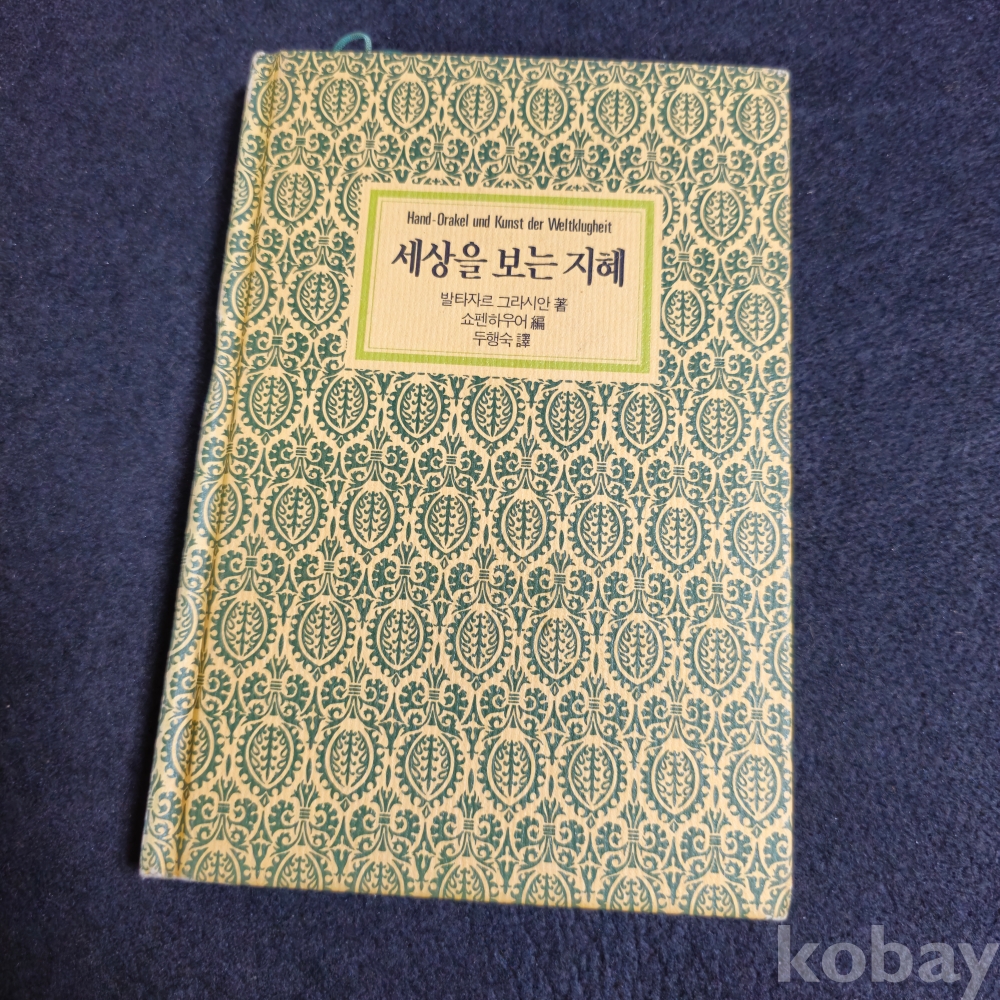 Hand-Orakel und Kunst der Weltklugheit
세상을 보는 지혜
발타자르 그라시안 著
쇼펜하우어 編
두행숙 譯
kobay